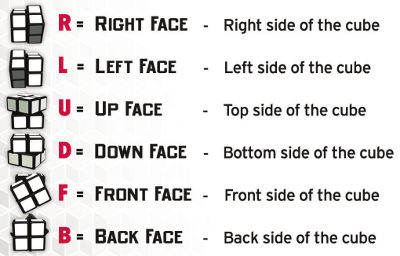 R = RIGHT FACE - Right side of the cube
L = LEFT FACE - Left side of the cube
U = UP FACE - Top side of the cube
D = DOWN FACE - Bottom side of the cube
F = FRONT FACE - Front side of the cube
B = BACK FACE - Back side of the cube